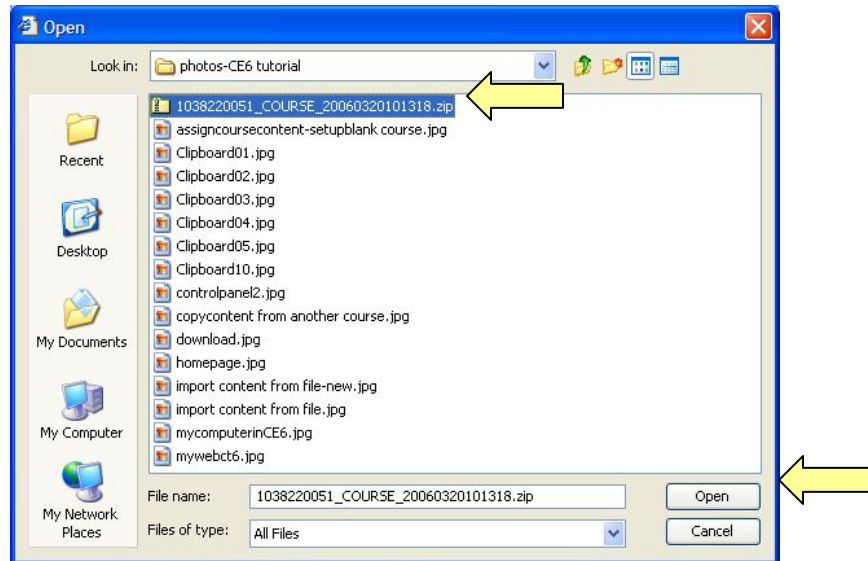 Open
Look in:
photos-CE6 tutorial
1038220051_COURSE_20060320101318.zip
assigncoursecontent-setupblank course.jpg
Clipboard01.jpg
Clipboard02.jpg
Clipboard03.jpg
Clipboard04.jpg
Clipboard05.jpg
Clipboard10.jpg
controlpanel2.jpg
copycontent from another course.jpg
download.jpg
homepage.jpg
import content from file-new.jpg
import content from file.jpg
mycomputerinCE6.jpg
mywebct6.jpg
Recent
Desktop
My Documents
My Computer
My Network
Places
File name:
1038220051_COURSE_20060320101318.zip
Open
Files of type:
All Files
Cancel